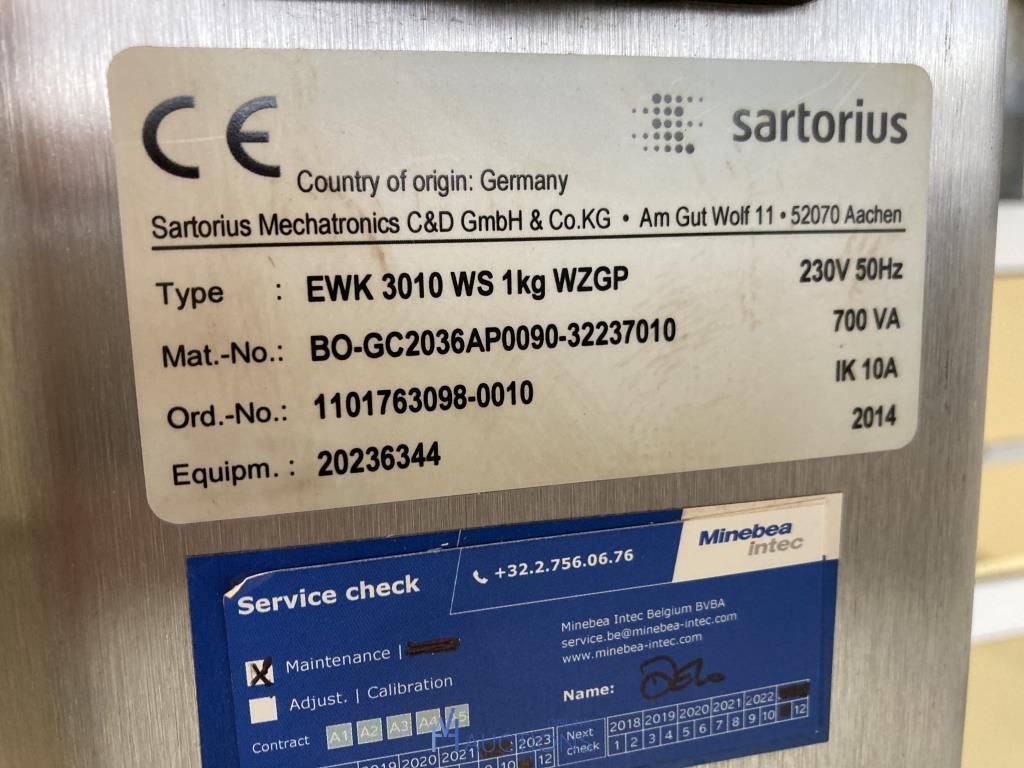 CE
sartorius
Country of origin: Germany
Sartorius Mechatronics C&D GmbH & Co.KG • Am Gut Wolf 11 • 52070 Aachen
Type : EWK 3010 WS 1kg WZGP 230V 50Hz
Mat.-No.: BO-GC2036AP0090-32237010 700 VA
Ord.-No.: 1101763098-0010 IK 10A
Equipm. : 20236344 2014
Minebea
intec
Service check
+32.2.756.06.76
Minebea Intec Belgium BVBA
service.be@minebea-intec.com
www.minebea-intec.com
X Maintenance |
Adjust. | Calibration
Name:
Contract A1 A2 A3 A4 A5
Next check
2018 2019 2020 2021 2022
1 2 3 4 5 6 7 8 9 10 12
2019 2020 2021 2023
9 10 12